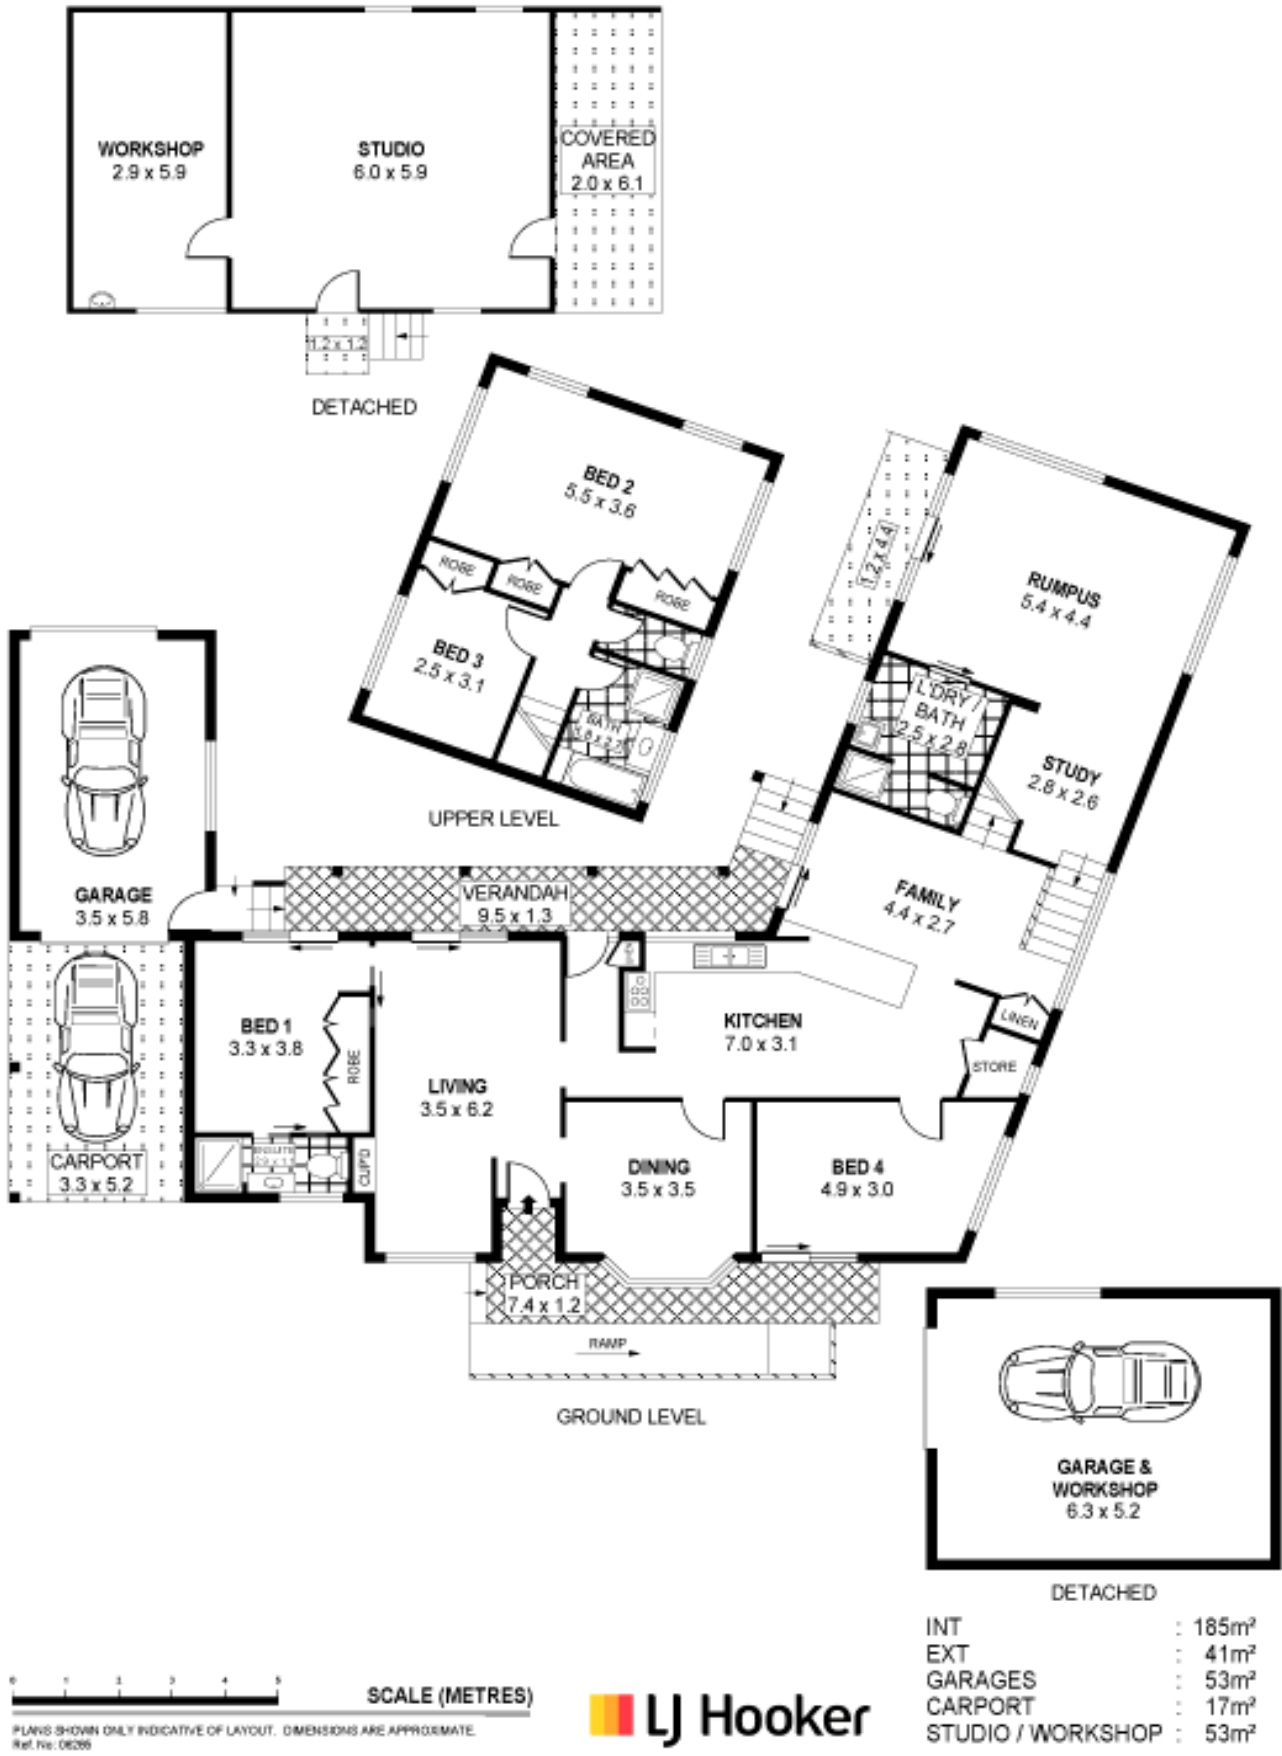 WORKSHOP
2.9 x 5.9
STUDIO
6.0 x 5.9
COVERED
AREA
2.0 x 6.1
1.2 x 1.2
DETACHED
BED 2
5.5 x 3.6
ROBE
ROBE
ROBE
BED 3
2.5 x 3.1
BATH
UPPER LEVEL
1.2 x 4.4
RUMPUS
5.4 x 4.4
L'DRY /
BATH
2.5 x 2.8
STUDY
2.8 x 2.6
GARAGE
3.5 x 5.8
VERANDAH
9.5 x 1.3
FAMILY
4.4 x 2.7
BED 1
3.3 x 3.8
ROBE
LIVING
3.5 x 6.2
KITCHEN
7.0 x 3.1
LINEN
STORE
CARPORT
3.3 x 5.2
ENSUITE
CUP'D
DINING
3.5 x 3.5
BED 4
4.9 x 3.0
PORCH
7.4 x 1.2
RAMP
GROUND LEVEL
GARAGE &
WORKSHOP
6.3 x 5.2
DETACHED
INT : 185m²
EXT : 41m²
GARAGES : 53m²
CARPORT : 17m²
STUDIO / WORKSHOP : 53m²
0 1 2 3 4 5
SCALE (METRES)
PLANS SHOWN ONLY INDICATIVE OF LAYOUT. DIMENSIONS ARE APPROXIMATE.
Ref. No:
LJ Hooker